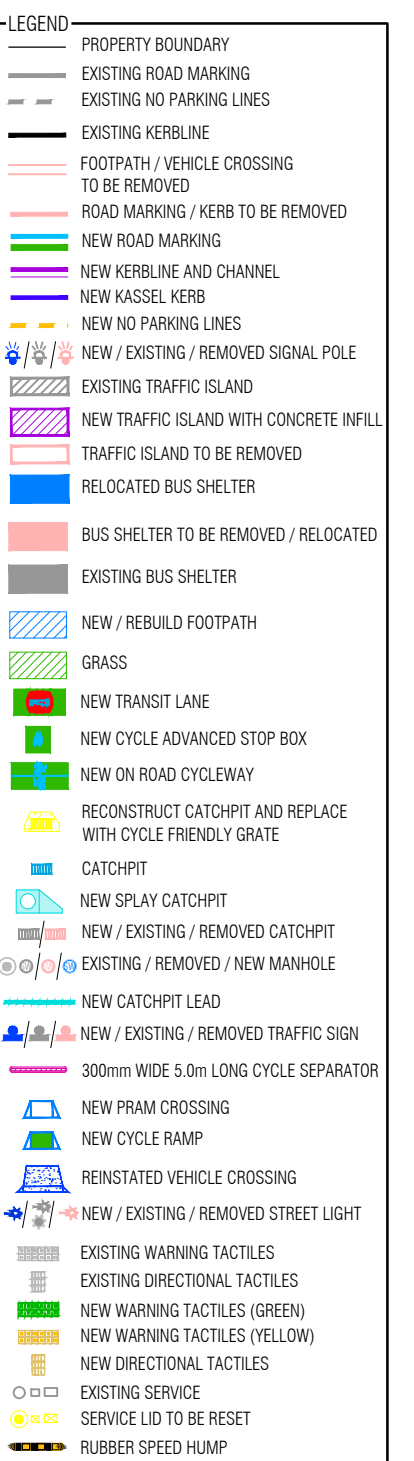 LEGEND
PROPERTY BOUNDARY
EXISTING ROAD MARKING
EXISTING NO PARKING LINES
EXISTING KERBLINE
FOOTPATH / VEHICLE CROSSING
TO BE REMOVED
ROAD MARKING / KERB TO BE REMOVED
NEW ROAD MARKING
NEW KERBLINE AND CHANNEL
NEW KASSEL KERB
NEW NO PARKING LINES
NEW / EXISTING / REMOVED SIGNAL POLE
EXISTING TRAFFIC ISLAND
NEW TRAFFIC ISLAND WITH CONCRETE INFILL
TRAFFIC ISLAND TO BE REMOVED
RELOCATED BUS SHELTER
BUS SHELTER TO BE REMOVED / RELOCATED
EXISTING BUS SHELTER
NEW / REBUILD FOOTPATH
GRASS
NEW TRANSIT LANE
NEW CYCLE ADVANCED STOP BOX
NEW ON ROAD CYCLEWAY
RECONSTRUCT CATCHPIT AND REPLACE
WITH CYCLE FRIENDLY GRATE
CATCHPIT
NEW SPLAY CATCHPIT
NEW / EXISTING / REMOVED CATCHPIT
EXISTING / REMOVED / NEW MANHOLE
NEW CATCHPIT LEAD
NEW / EXISTING / REMOVED TRAFFIC SIGN
300mm WIDE 5.0m LONG CYCLE SEPARATOR
NEW PRAM CROSSING
NEW CYCLE RAMP
REINSTATED VEHICLE CROSSING
NEW / EXISTING / REMOVED STREET LIGHT
EXISTING WARNING TACTILES
EXISTING DIRECTIONAL TACTILES
NEW WARNING TACTILES (GREEN)
NEW WARNING TACTILES (YELLOW)
NEW DIRECTIONAL TACTILES
EXISTING SERVICE
SERVICE LID TO BE RESET
RUBBER SPEED HUMP